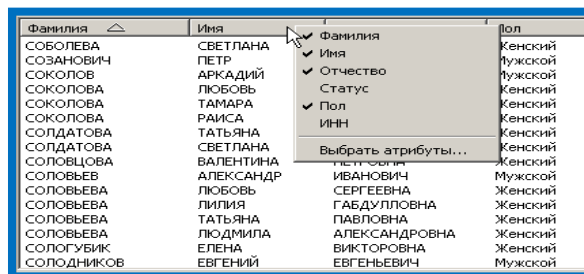 Фамилия Имя Пол
СОБОЛЕВА СВЕТЛАНА Фамилия Женский
СОЗАНОВИЧ ПЕТР Имя Мужской
СОКОЛОВ АРКАДИЙ Отчество Мужской
СОКОЛОВА ЛЮБОВЬ Статус Женский
СОКОЛОВА ТАМАРА Пол Женский
СОКОЛОВА РАИСА ИНН Женский
СОЛДАТОВА ТАТЬЯНА Женский
СОЛДАТОВА СВЕТЛАНА Выбрать атрибуты... Женский
СОЛОВЦОВА ВАЛЕНТИНА ПЕТРОВНА Женский
СОЛОВЬЕВ АЛЕКСАНДР ИВАНОВИЧ Мужской
СОЛОВЬЕВА ЛЮБОВЬ СЕРГЕЕВНА Женский
СОЛОВЬЕВА ЛИЛИЯ ГАБДУЛЛОВНА Женский
СОЛОВЬЕВА ТАТЬЯНА ПАВЛОВНА Женский
СОЛОВЬЕВА ЛЮДМИЛА АЛЕКСАНДРОВНА Женский
СОЛОГУБИК ЕЛЕНА ВИКТОРОВНА Женский
СОЛОДНИКОВ ЕВГЕНИЙ ЕВГЕНЬЕВИЧ Мужской